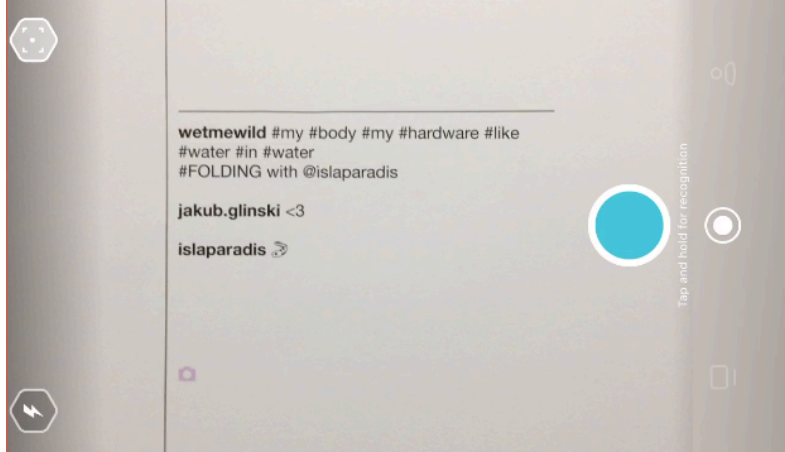 wetmewild #my #body #my #hardware #like
#water #in #water
#FOLDING with @islaparadis
jakub.glinski <3
islaparadis
Tap and hold for recognition